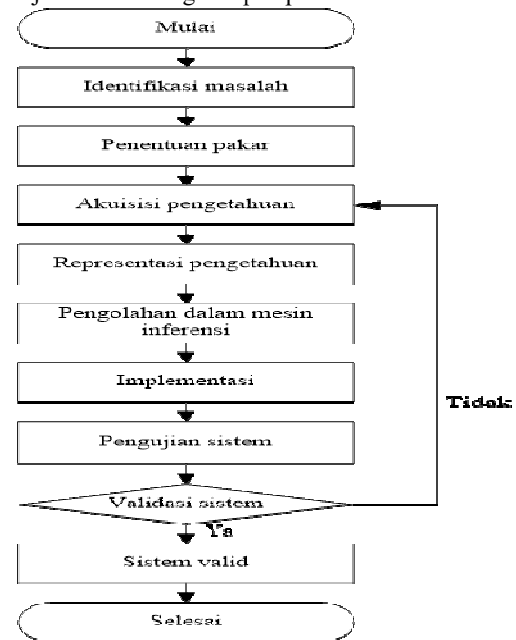 Mulai
Identifikasi masalah
Penentuan pakar
Akuisisi pengetahuan
Representasi pengetahuan
Pengolahan dalam mesin
inferensi
Implementasi
Tidak
Pengujian sistem
Validasi sistem
Ya
Sistem valid
Selesai